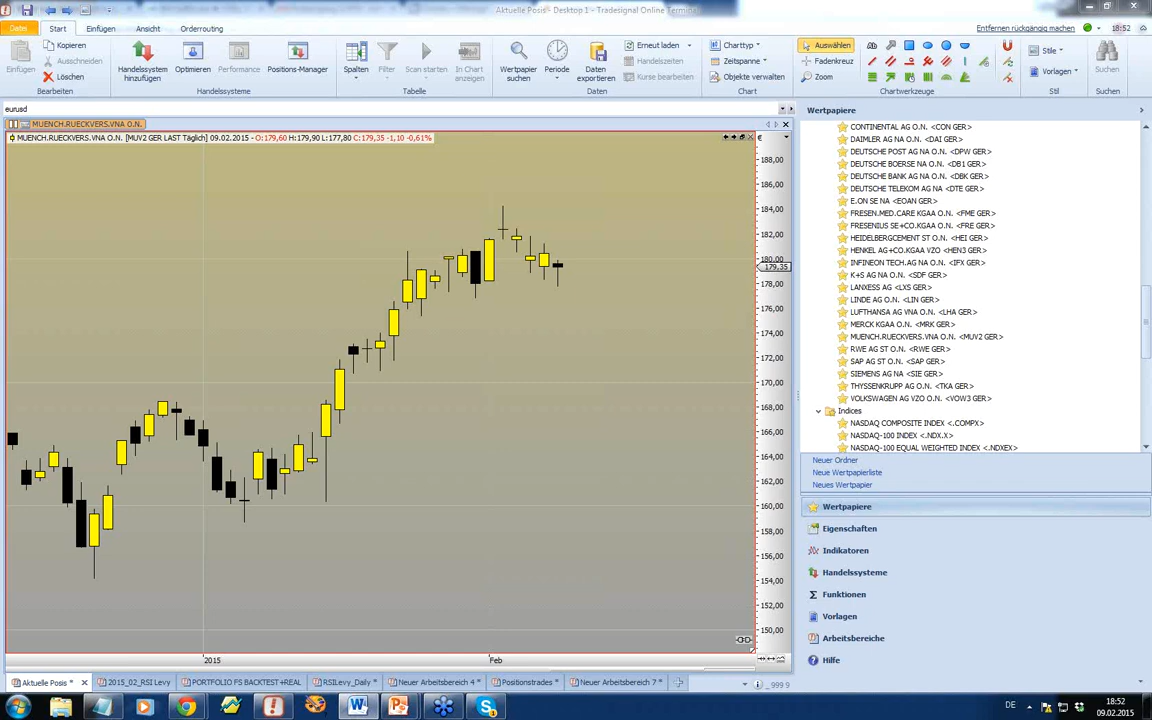 Aktuelle Posis - Desktop 1 - Tradesignal Online Terminal
Datei Start Einfügen Ansicht Orderrouting
Entfernen rückgängig machen 18:52
Einfügen
Kopieren
Ausschneiden
Löschen
Bearbeiten
Handelssystem hinzufügen
Optimieren
Performance
Positions-Manager
Handelssysteme
Spalten
Filter
Scan starten
In Chart anzeigen
Tabelle
Wertpapier suchen
Periode
Daten exportieren
Erneut laden
Handelszeiten
Kurse bearbeiten
Daten
Charttyp
Zeitspanne
Objekte verwalten
Chart
Auswählen
Fadenkreuz
Zoom
Chartwerkzeuge
Stile
Vorlagen
Stil
Suchen
Suchen
eurusd
MUENCH.RUECKVERS.VNA O.N.
MUENCH.RUECKVERS.VNA O.N. [MUV2 GER LAST Täglich] 09.02.2015 - O:179,60 H:179,90 L:177,80 C:179,35 -1,10 -0,61%
€
188,00
186,00
184,00
182,00
180,00
179,35
178,00
176,00
174,00
172,00
170,00
168,00
166,00
164,00
162,00
160,00
158,00
156,00
154,00
152,00
150,00
2015 Feb
Wertpapiere
CONTINENTAL AG O.N. <CON GER>
DAIMLER AG NA O.N. <DAI GER>
DEUTSCHE POST AG NA O.N. <DPW GER>
DEUTSCHE BOERSE NA O.N. <DB1 GER>
DEUTSCHE BANK AG NA O.N. <DBK GER>
DEUTSCHE TELEKOM AG NA <DTE GER>
E.ON SE NA <EOAN GER>
FRESEN.MED.CARE KGAA O.N. <FME GER>
FRESENIUS SE+CO.KGAA O.N. <FRE GER>
HEIDELBERGCEMENT ST O.N. <HEI GER>
HENKEL AG+CO.KGAA VZO <HEN3 GER>
INFINEON TECH.AG NA O.N. <IFX GER>
K+S AG NA O.N. <SDF GER>
LANXESS AG <LXS GER>
LINDE AG O.N. <LIN GER>
LUFTHANSA AG VNA O.N. <LHA GER>
MERCK KGAA O.N. <MRK GER>
MUENCH.RUECKVERS.VNA O.N. <MUV2 GER>
RWE AG ST O.N. <RWE GER>
SAP AG ST O.N. <SAP GER>
SIEMENS AG NA <SIE GER>
THYSSENKRUPP AG O.N. <TKA GER>
VOLKSWAGEN AG VZO O.N. <VOW3 GER>
Indices
NASDAQ COMPOSITE INDEX <.COMPX>
NASDAQ-100 INDEX <.NDX.X>
NASDAQ-100 EQUAL WEIGHTED INDEX <.NDXEX>
Neuer Ordner
Neue Wertpapierliste
Neues Wertpapier
Wertpapiere
Eigenschaften
Indikatoren
Handelssysteme
Funktionen
Vorlagen
Arbeitsbereiche
Hilfe
Aktuelle Posis * 2015_02_RSI Levy PORTFOLIO FS BACKTEST+REAL RSILevy_Daily * Neuer Arbeitsbereich 4 * Positionstrades * Neuer Arbeitsbereich 7 *
999 9
DE 18:52
09.02.2015